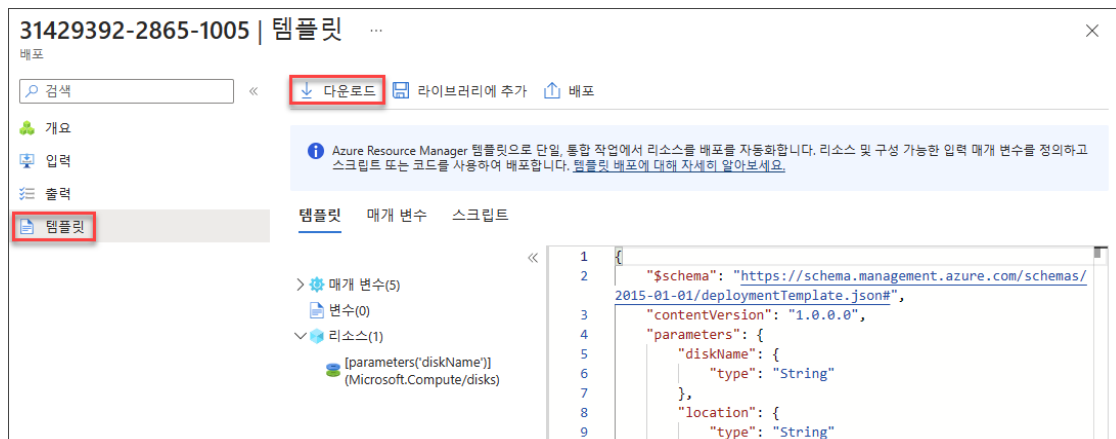 31429392-2865-1005 | 템플릿 ...
배포
검색
개요
입력
출력
템플릿
다운로드 라이브러리에 추가 배포
Azure Resource Manager 템플릿으로 단일, 통합 작업에서 리소스를 배포를 자동화합니다. 리소스 및 구성 가능한 입력 매개 변수를 정의하고
스크립트 또는 코드를 사용하여 배포합니다. 템플릿 배포에 대해 자세히 알아보세요.
템플릿 매개 변수 스크립트
매개 변수(5)
변수(0)
리소스(1)
[parameters('diskName')]
(Microsoft.Compute/disks)
1 {
2 "$schema": "https://schema.management.azure.com/schemas/
2015-01-01/deploymentTemplate.json#",
3 "contentVersion": "1.0.0.0",
4 "parameters": {
5 "diskName": {
6 "type": "String"
7 },
8 "location": {
9 "type": "String"